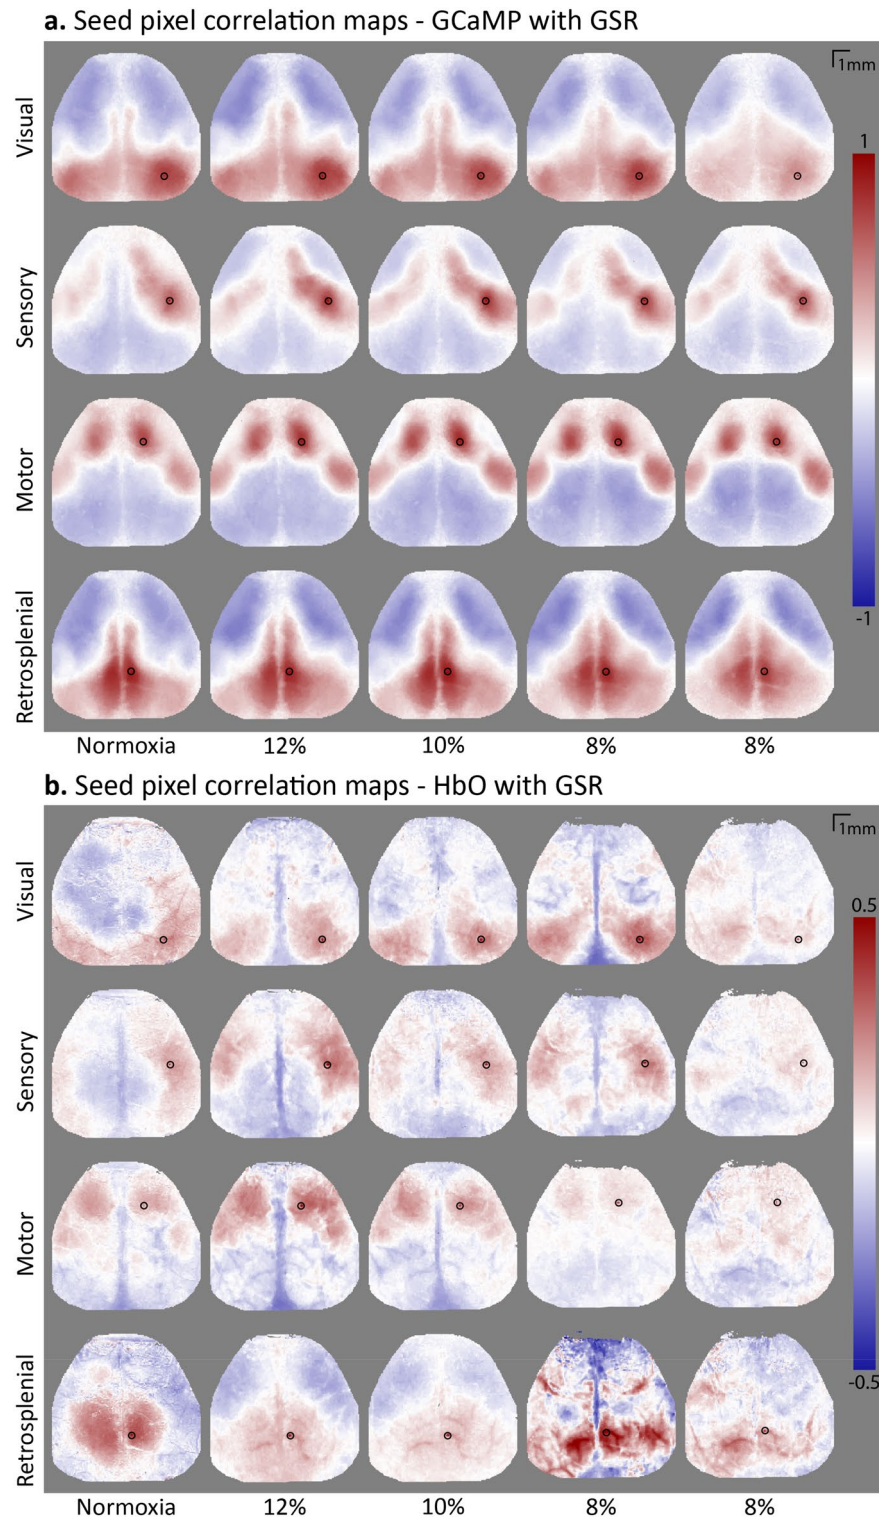 a. Seed pixel correlation maps - GCaMP with GSR
1mm
Visual
1
Sensory
Motor
-1
Retrosplenial
Normoxia 12% 10% 8% 8%
b. Seed pixel correlation maps - HbO with GSR
1mm
Visual
0.5
Sensory
Motor
-0.5
Retrosplenial
Normoxia 12% 10% 8% 8%